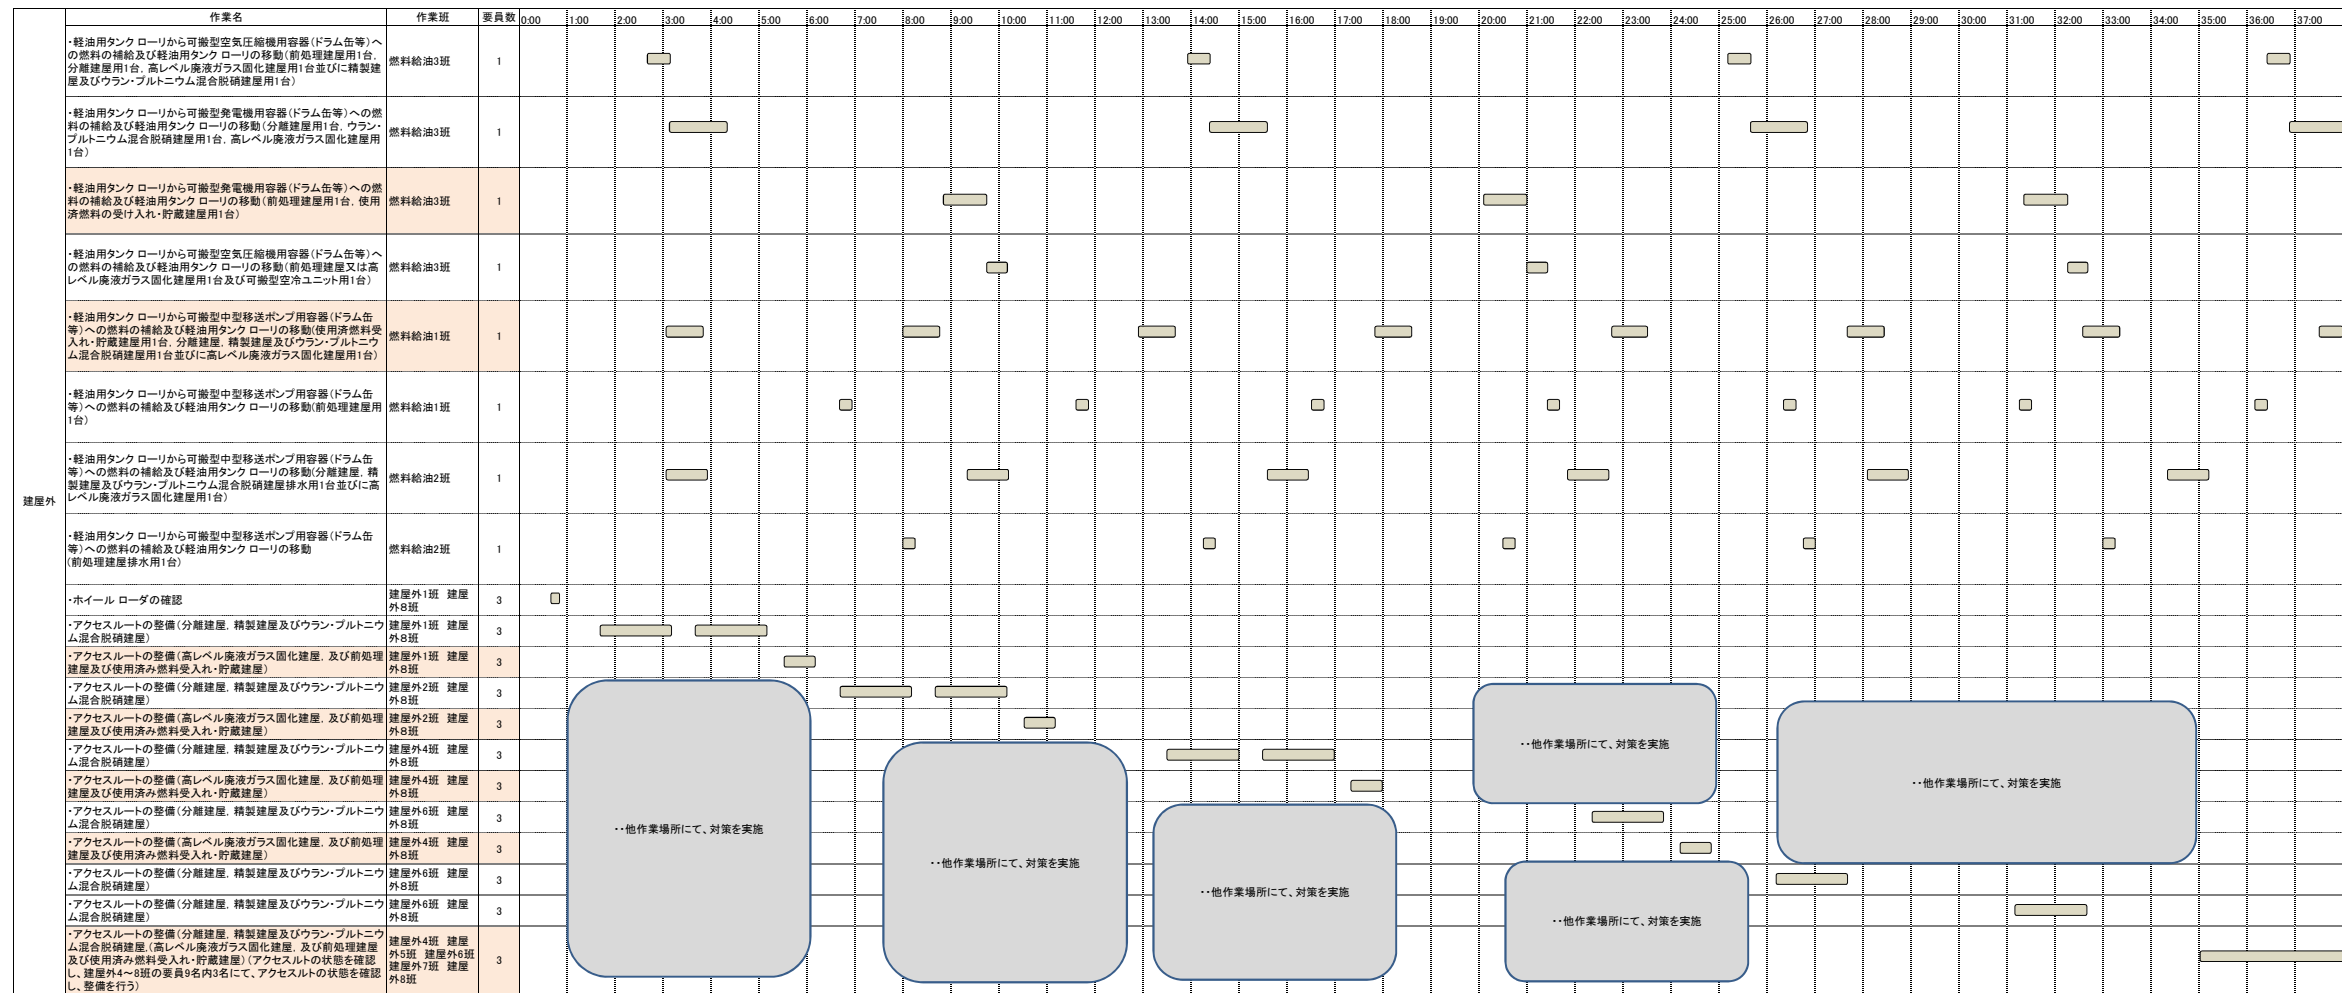 作業名 作業班 要員数 0:00 1:00 2:00 3:00 4:00 5:00 6:00 7:00 8:00 9:00 10:00 11:00 12:00 13:00 14:00 15:00 16:00 17:00 18:00 19:00 20:00 21:00 22:00 23:00 24:00 25:00 26:00 27:00 28:00 29:00 30:00 31:00 32:00 33:00 34:00 35:00 36:00 37:00
建屋外
・軽油用タンク ローリから可搬型空気圧縮機用容器(ドラム缶等)へ
の燃料の補給及び軽油用タンク ローリの移動(前処理建屋用1台,
分離建屋用1台, 高レベル廃液ガラス固化建屋用1台並びに精製建
屋及びウラン・プルトニウム混合脱硝建屋用1台)
燃料給油3班
1
・軽油用タンク ローリから可搬型発電機用容器(ドラム缶等)への燃
料の補給及び軽油用タンク ローリの移動(分離建屋用1台, ウラン・
プルトニウム混合脱硝建屋用1台, 高レベル廃液ガラス固化建屋用
1台)
燃料給油3班
1
・軽油用タンク ローリから可搬型発電機用容器(ドラム缶等)への燃
料の補給及び軽油用タンク ローリの移動(前処理建屋用1台, 使用
済燃料の受け入れ・貯蔵建屋用1台)
燃料給油3班
1
・軽油用タンク ローリから可搬型空気圧縮機用容器(ドラム缶等)へ
の燃料の補給及び軽油用タンク ローリの移動(前処理建屋又は高
レベル廃液ガラス固化建屋用1台及び可搬型空冷ユニット用1台)
燃料給油3班
1
・軽油用タンク ローリから可搬型中型移送ポンプ用容器(ドラム缶
等)への燃料の補給及び軽油用タンク ローリの移動(使用済燃料受
入れ・貯蔵建屋用1台, 分離建屋, 精製建屋及びウラン・プルトニウ
ム混合脱硝建屋用1台並びに高レベル廃液ガラス固化建屋用1台)
燃料給油1班
1
・軽油用タンク ローリから可搬型中型移送ポンプ用容器(ドラム缶
等)への燃料の補給及び軽油用タンク ローリの移動(前処理建屋用
1台)
燃料給油1班
1
・軽油用タンク ローリから可搬型中型移送ポンプ用容器(ドラム缶
等)への燃料の補給及び軽油用タンク ローリの移動(分離建屋, 精
製建屋及びウラン・プルトニウム混合脱硝建屋排水用1台並びに高
レベル廃液ガラス固化建屋用1台)
燃料給油2班
1
・軽油用タンク ローリから可搬型中型移送ポンプ用容器(ドラム缶
等)への燃料の補給及び軽油用タンク ローリの移動
(前処理建屋排水用1台)
燃料給油2班
1
・ホイール ローダの確認
建屋外1班 建屋
外8班
3
・アクセスルートの整備(分離建屋, 精製建屋及びウラン・プルトニウ
ム混合脱硝建屋)
建屋外1班 建屋
外8班
3
・アクセスルートの整備(高レベル廃液ガラス固化建屋, 及び前処理
建屋及び使用済み燃料受入れ・貯蔵建屋)
建屋外1班 建屋
外8班
3
・アクセスルートの整備(分離建屋, 精製建屋及びウラン・プルトニウ
ム混合脱硝建屋)
建屋外2班 建屋
外8班
3
・アクセスルートの整備(高レベル廃液ガラス固化建屋, 及び前処理
建屋及び使用済み燃料受入れ・貯蔵建屋)
建屋外2班 建屋
外8班
3
・アクセスルートの整備(分離建屋, 精製建屋及びウラン・プルトニウ
ム混合脱硝建屋)
建屋外4班 建屋
外8班
3
・アクセスルートの整備(高レベル廃液ガラス固化建屋, 及び前処理
建屋及び使用済み燃料受入れ・貯蔵建屋)
建屋外4班 建屋
外8班
3
・アクセスルートの整備(分離建屋, 精製建屋及びウラン・プルトニウ
ム混合脱硝建屋)
建屋外6班 建屋
外8班
3
・アクセスルートの整備(高レベル廃液ガラス固化建屋, 及び前処理
建屋及び使用済み燃料受入れ・貯蔵建屋)
建屋外4班 建屋
外8班
3
・アクセスルートの整備(分離建屋, 精製建屋及びウラン・プルトニウ
ム混合脱硝建屋)
建屋外6班 建屋
外8班
3
・アクセスルートの整備(分離建屋, 精製建屋及びウラン・プルトニウ
ム混合脱硝建屋)
建屋外6班 建屋
外8班
3
・アクセスルートの整備(分離建屋, 精製建屋及びウラン・プルトニウ
ム混合脱硝建屋,(高レベル廃液ガラス固化建屋, 及び前処理建屋
及び使用済み燃料受入れ・貯蔵建屋)(アクセスルトの状態を確認
し、建屋外4～8班の要員9名内3名にて、アクセスルトの状態を確認
し、整備を行う)
建屋外4班 建屋
外5班 建屋外6班
建屋外7班 建屋
外8班
3
・・他作業場所にて、対策を実施
・・他作業場所にて、対策を実施
・・他作業場所にて、対策を実施
・・他作業場所にて、対策を実施
・・他作業場所にて、対策を実施
・・他作業場所にて、対策を実施